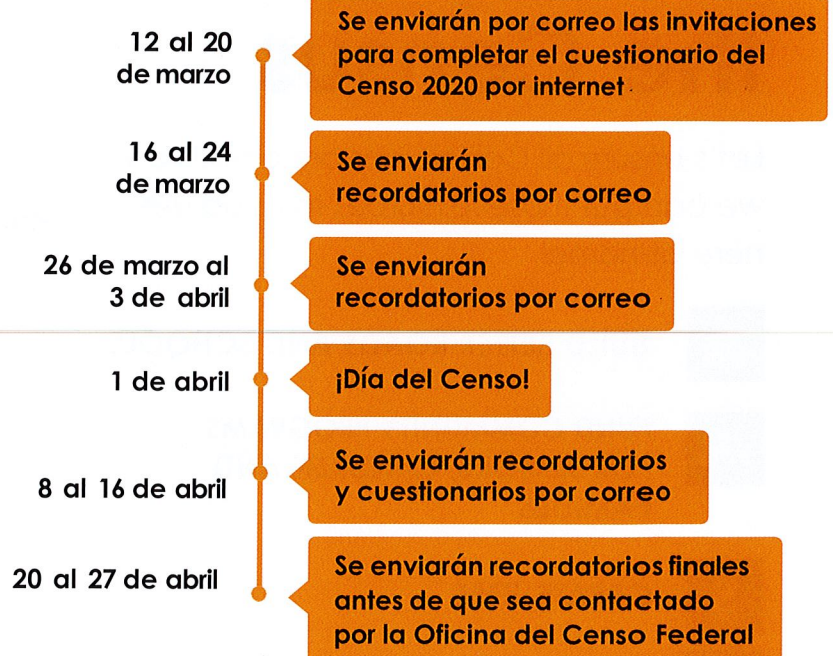 12 al 20
de marzo
Se enviarán por correo las invitaciones
para completar el cuestionario del
Censo 2020 por internet
16 al 24
de marzo
Se enviarán
recordatorios por correo
26 de marzo al
3 de abril
Se enviarán
recordatorios por correo
1 de abril
¡Día del Censo!
8 al 16 de abril
Se enviarán recordatorios
y cuestionarios por correo
20 al 27 de abril
Se enviarán recordatorios finales
antes de que sea contactado
por la Oficina del Censo Federal